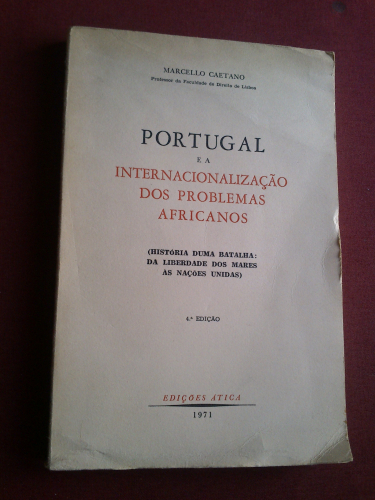 MARCELLO CAETANO
Professor da Faculdade de Direito de Lisboa
PORTUGAL
E A
INTERNACIONALIZAÇÃO
DOS PROBLEMAS
AFRICANOS
(HISTÓRIA DUMA BATALHA:
DA LIBERDADE DOS MARES
ÀS NAÇÕES UNIDAS)
4.ª EDIÇÃO
EDIÇÕES ÁTICA
1971